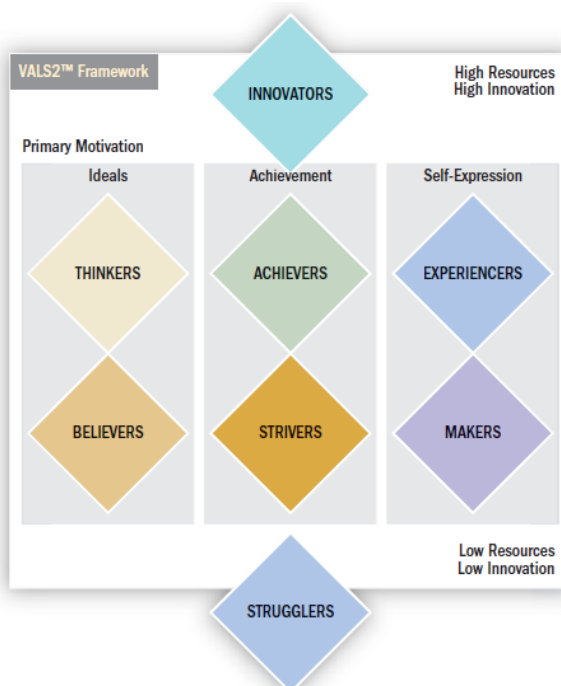 VALS2™ Framework
INNOVATORS
High Resources
High Innovation
Primary Motivation
Ideals
Achievement
Self-Expression
THINKERS
ACHIEVERS
EXPERIENCERS
BELIEVERS
STRIVERS
MAKERS
Low Resources
Low Innovation
STRUGGLERS